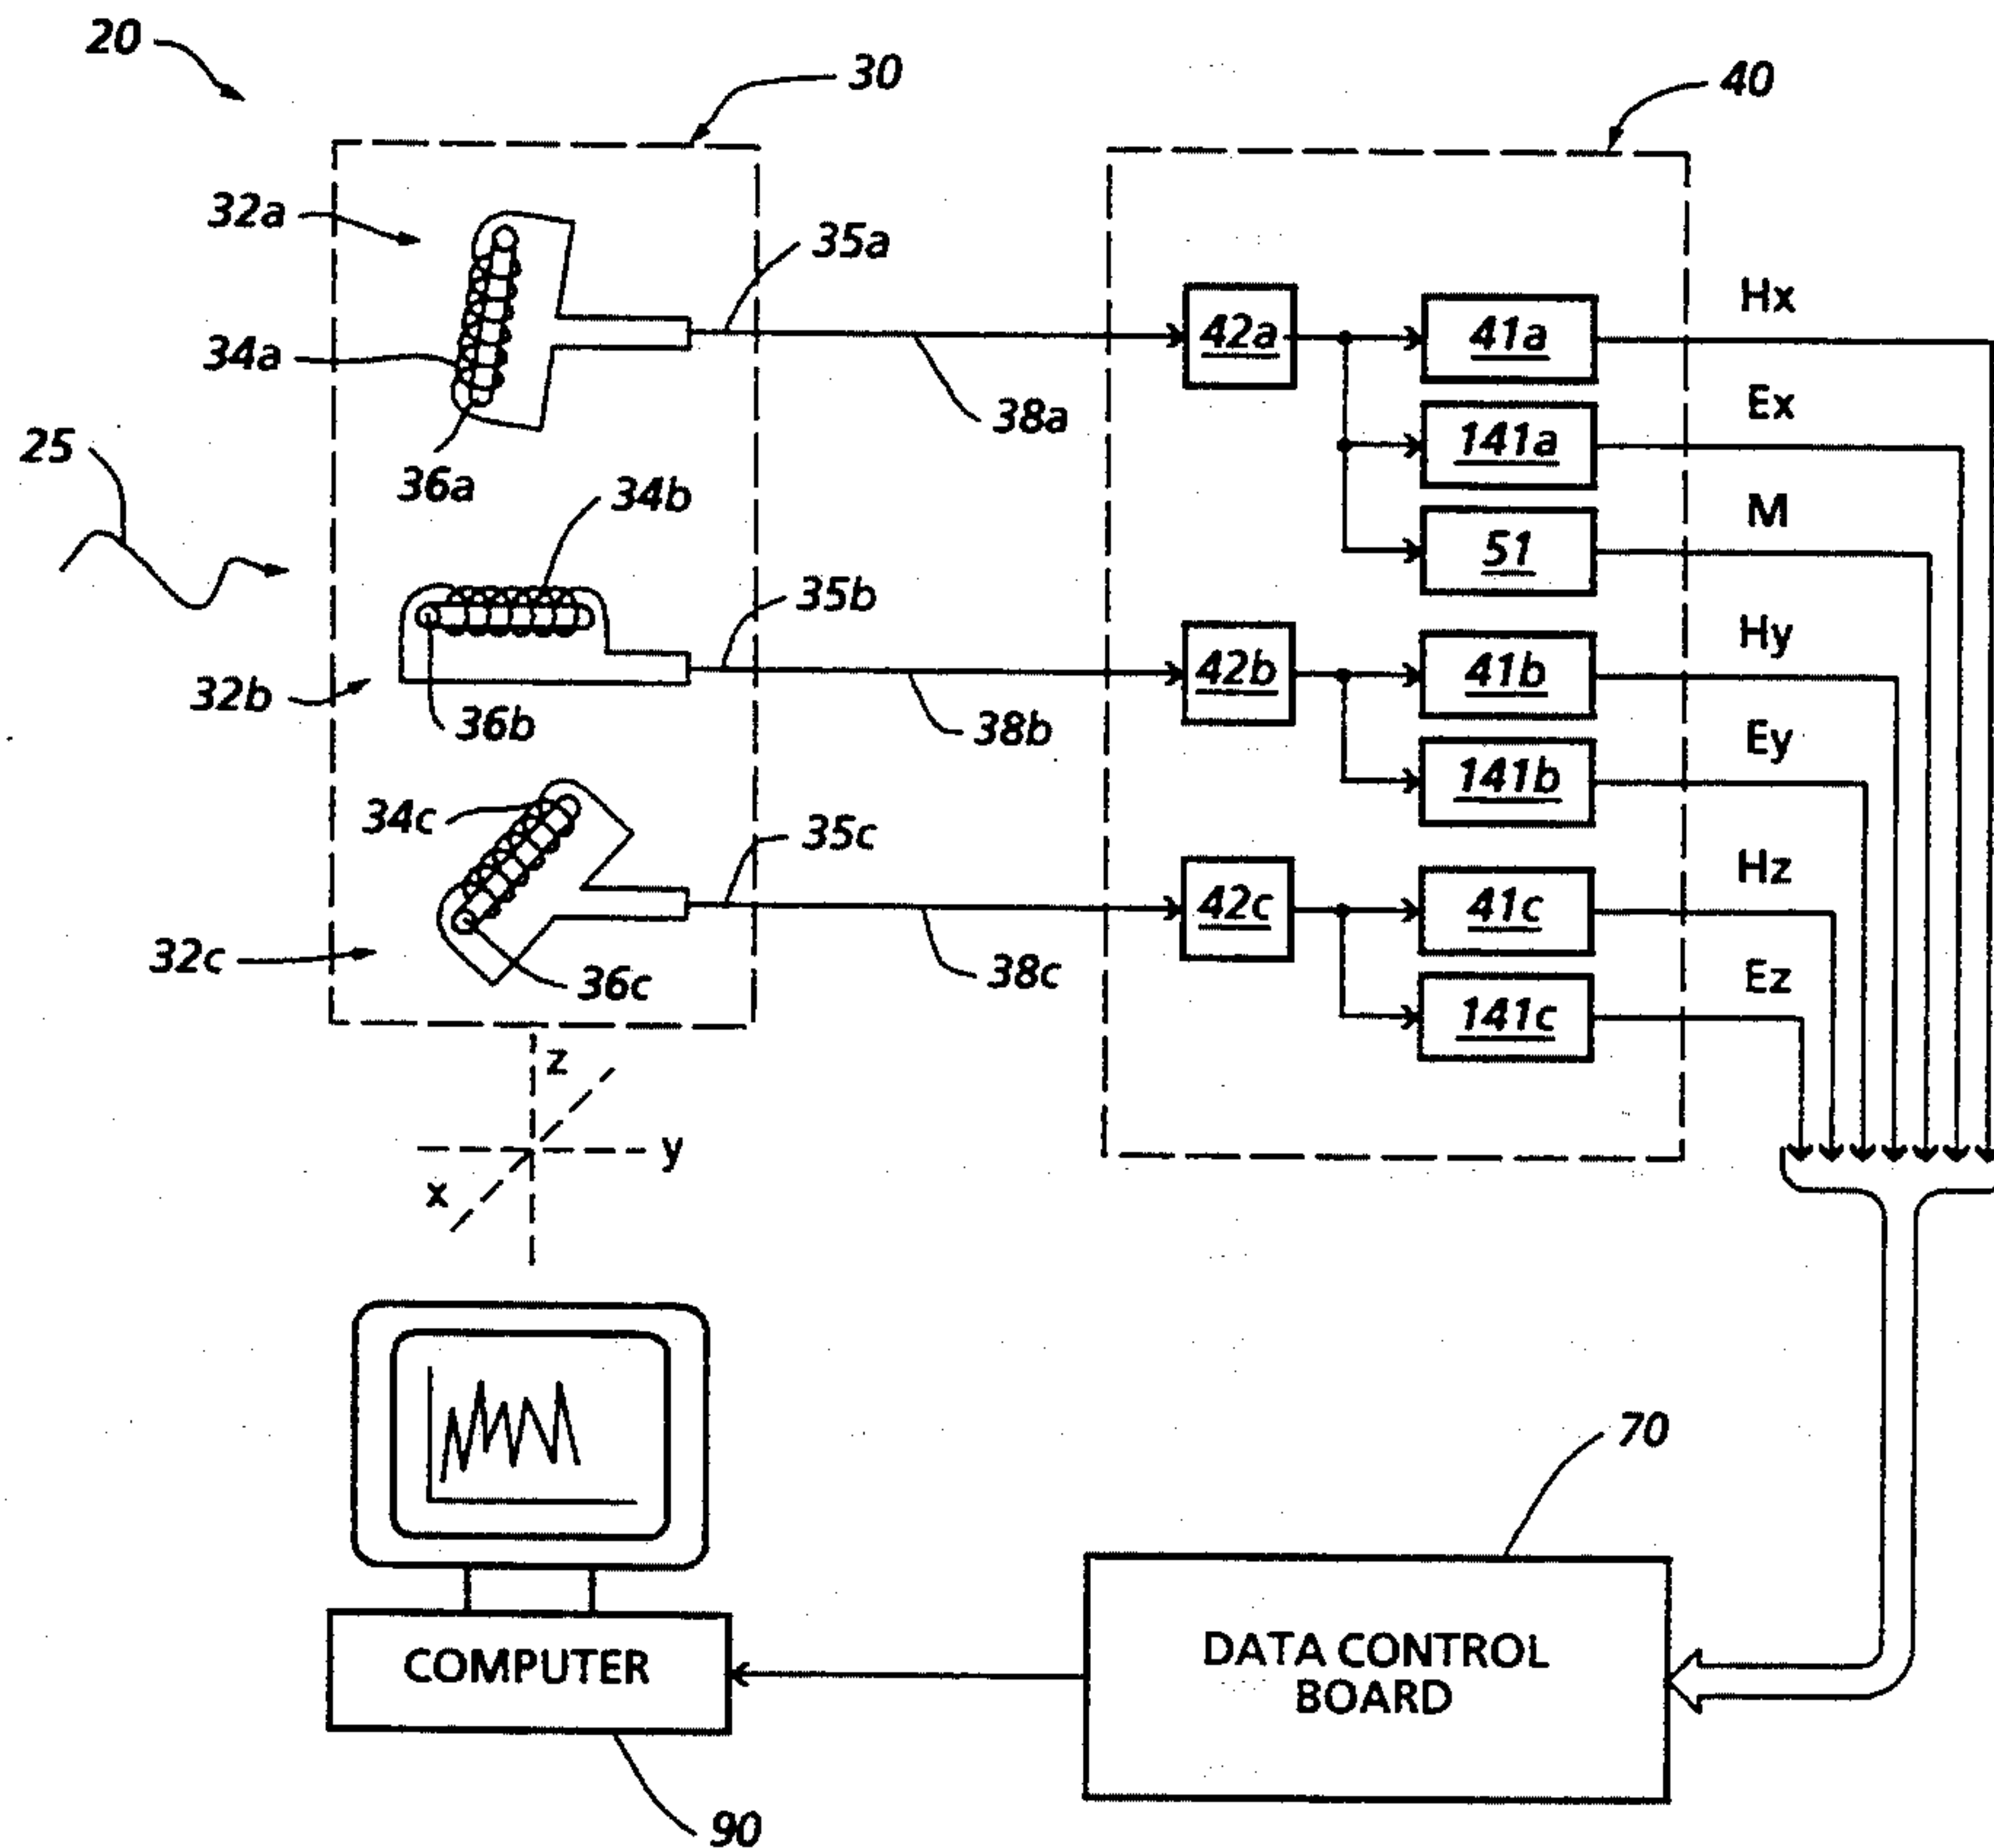 20
30
40
32a
35a
34a
42a
41a
Hx
38a
141a
Ex
25
36a
34b
51
M
35b
32b
36b
38b
42b
41b
Hy
141b
Ey
34c
35c
32c
36c
38c
42c
41c
Hz
141c
Ez
z
y
x
70
COMPUTER
DATA CONTROL
BOARD
90